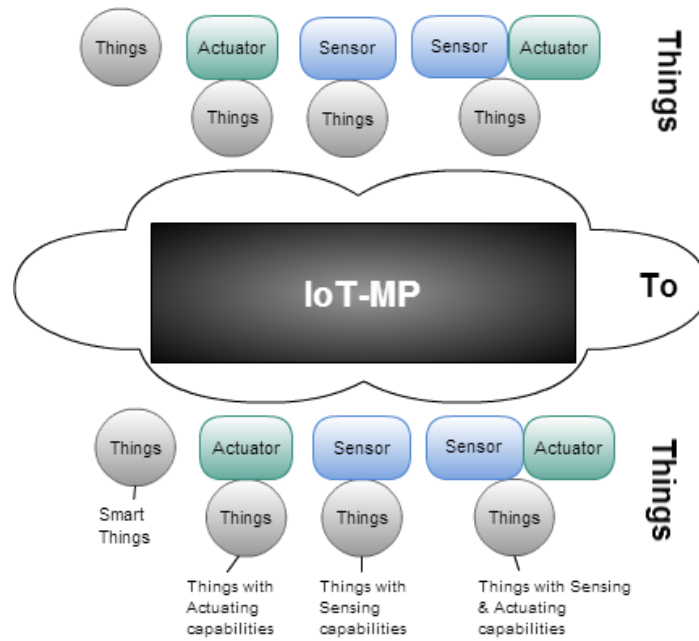 Things
Actuator
Sensor
Sensor
Actuator
Things
Things
Things
Things
IoT-MP
To
Things
Actuator
Sensor
Sensor
Actuator
Things
Things
Things
Things
Smart
Things
Things with
Actuating
capabilities
Things with
Sensing
capabilities
Things with Sensing
& Actuating
capabilities